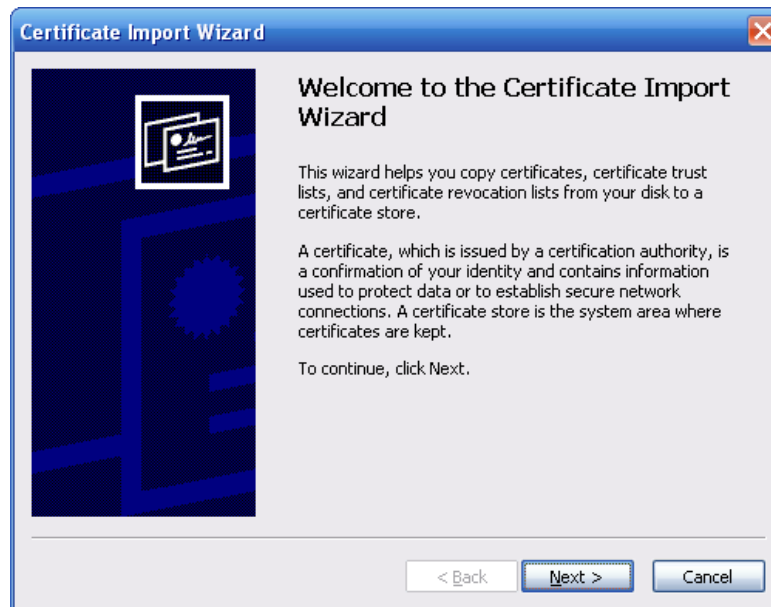 Certificate Import Wizard
Welcome to the Certificate Import
Wizard
This wizard helps you copy certificates, certificate trust
lists, and certificate revocation lists from your disk to a
certificate store.
A certificate, which is issued by a certification authority, is
a confirmation of your identity and contains information
used to protect data or to establish secure network
connections. A certificate store is the system area where
certificates are kept.
To continue, click Next.
< Back Next > Cancel